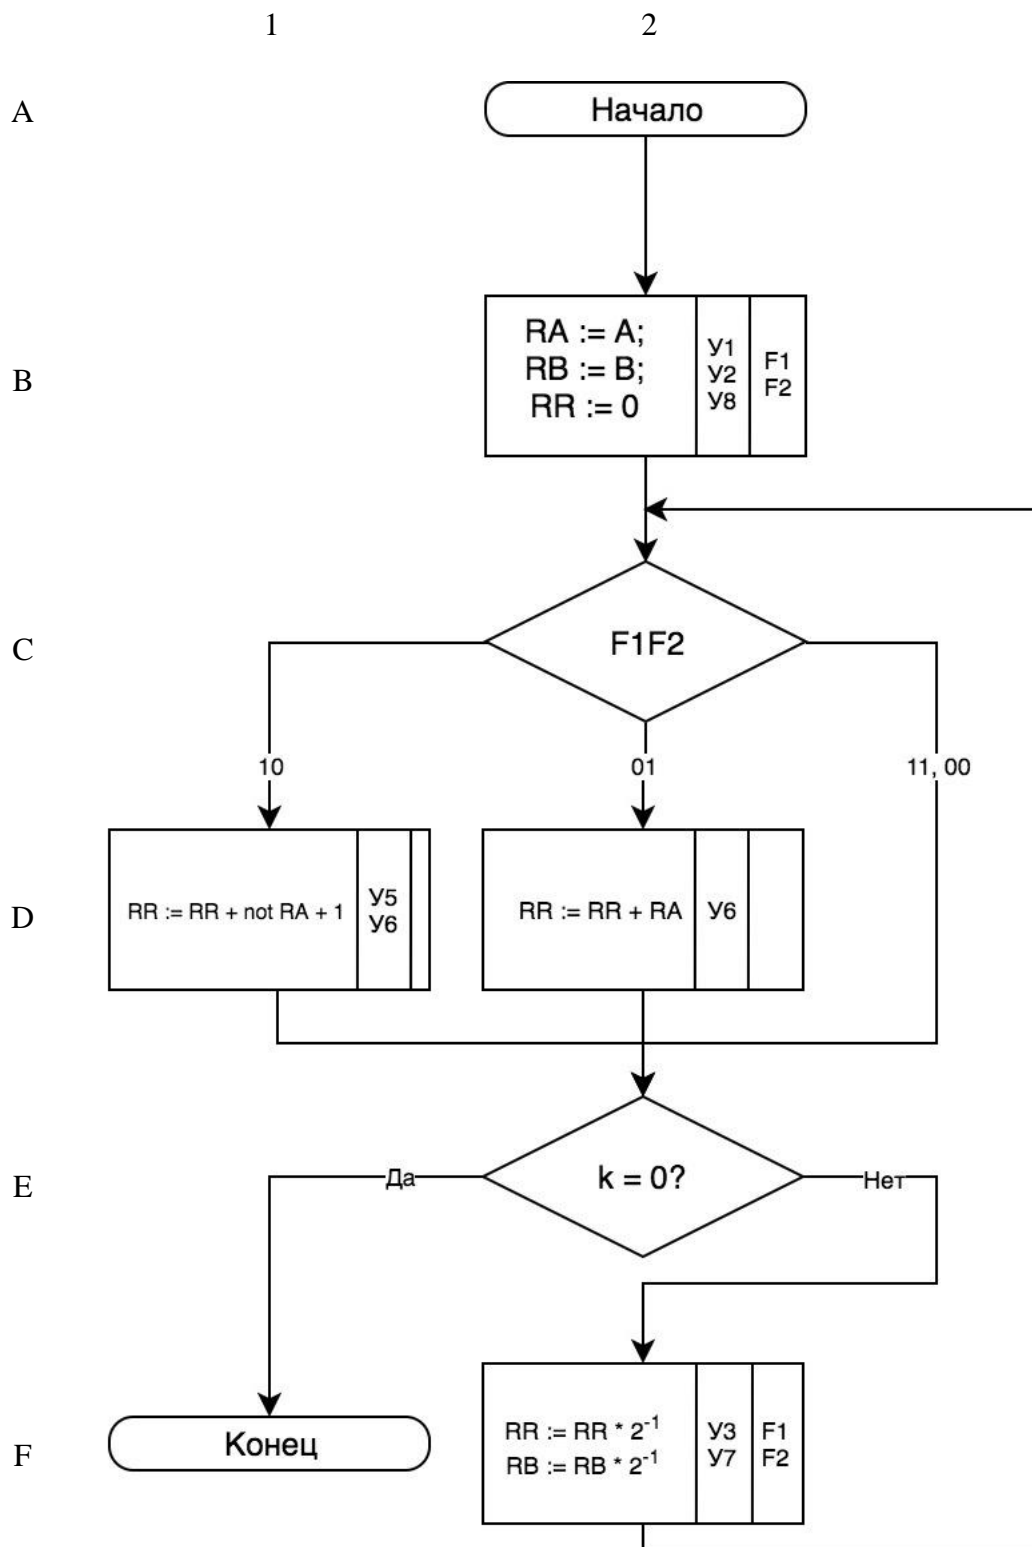 1 2
A
Начало
B
RA := A;
RB := B;
RR := 0
У1
У2
У8
F1
F2
C
F1F2
10
01
11, 00
D
RR := RR + not RA + 1
У5
У6
RR := RR + RA
У6
E
k = 0?
Да
Нет
F
Конец
RR := RR * 2⁻¹
RB := RB * 2⁻¹
У3
У7
F1
F2